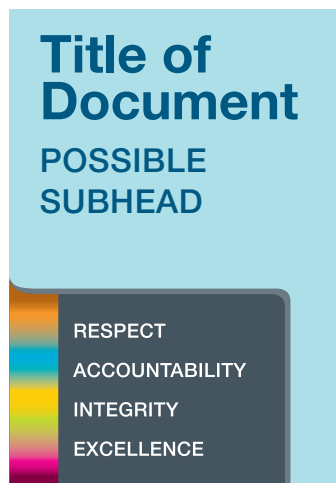 Title of
Document
POSSIBLE
SUBHEAD
RESPECT
ACCOUNTABILITY
INTEGRITY
EXCELLENCE